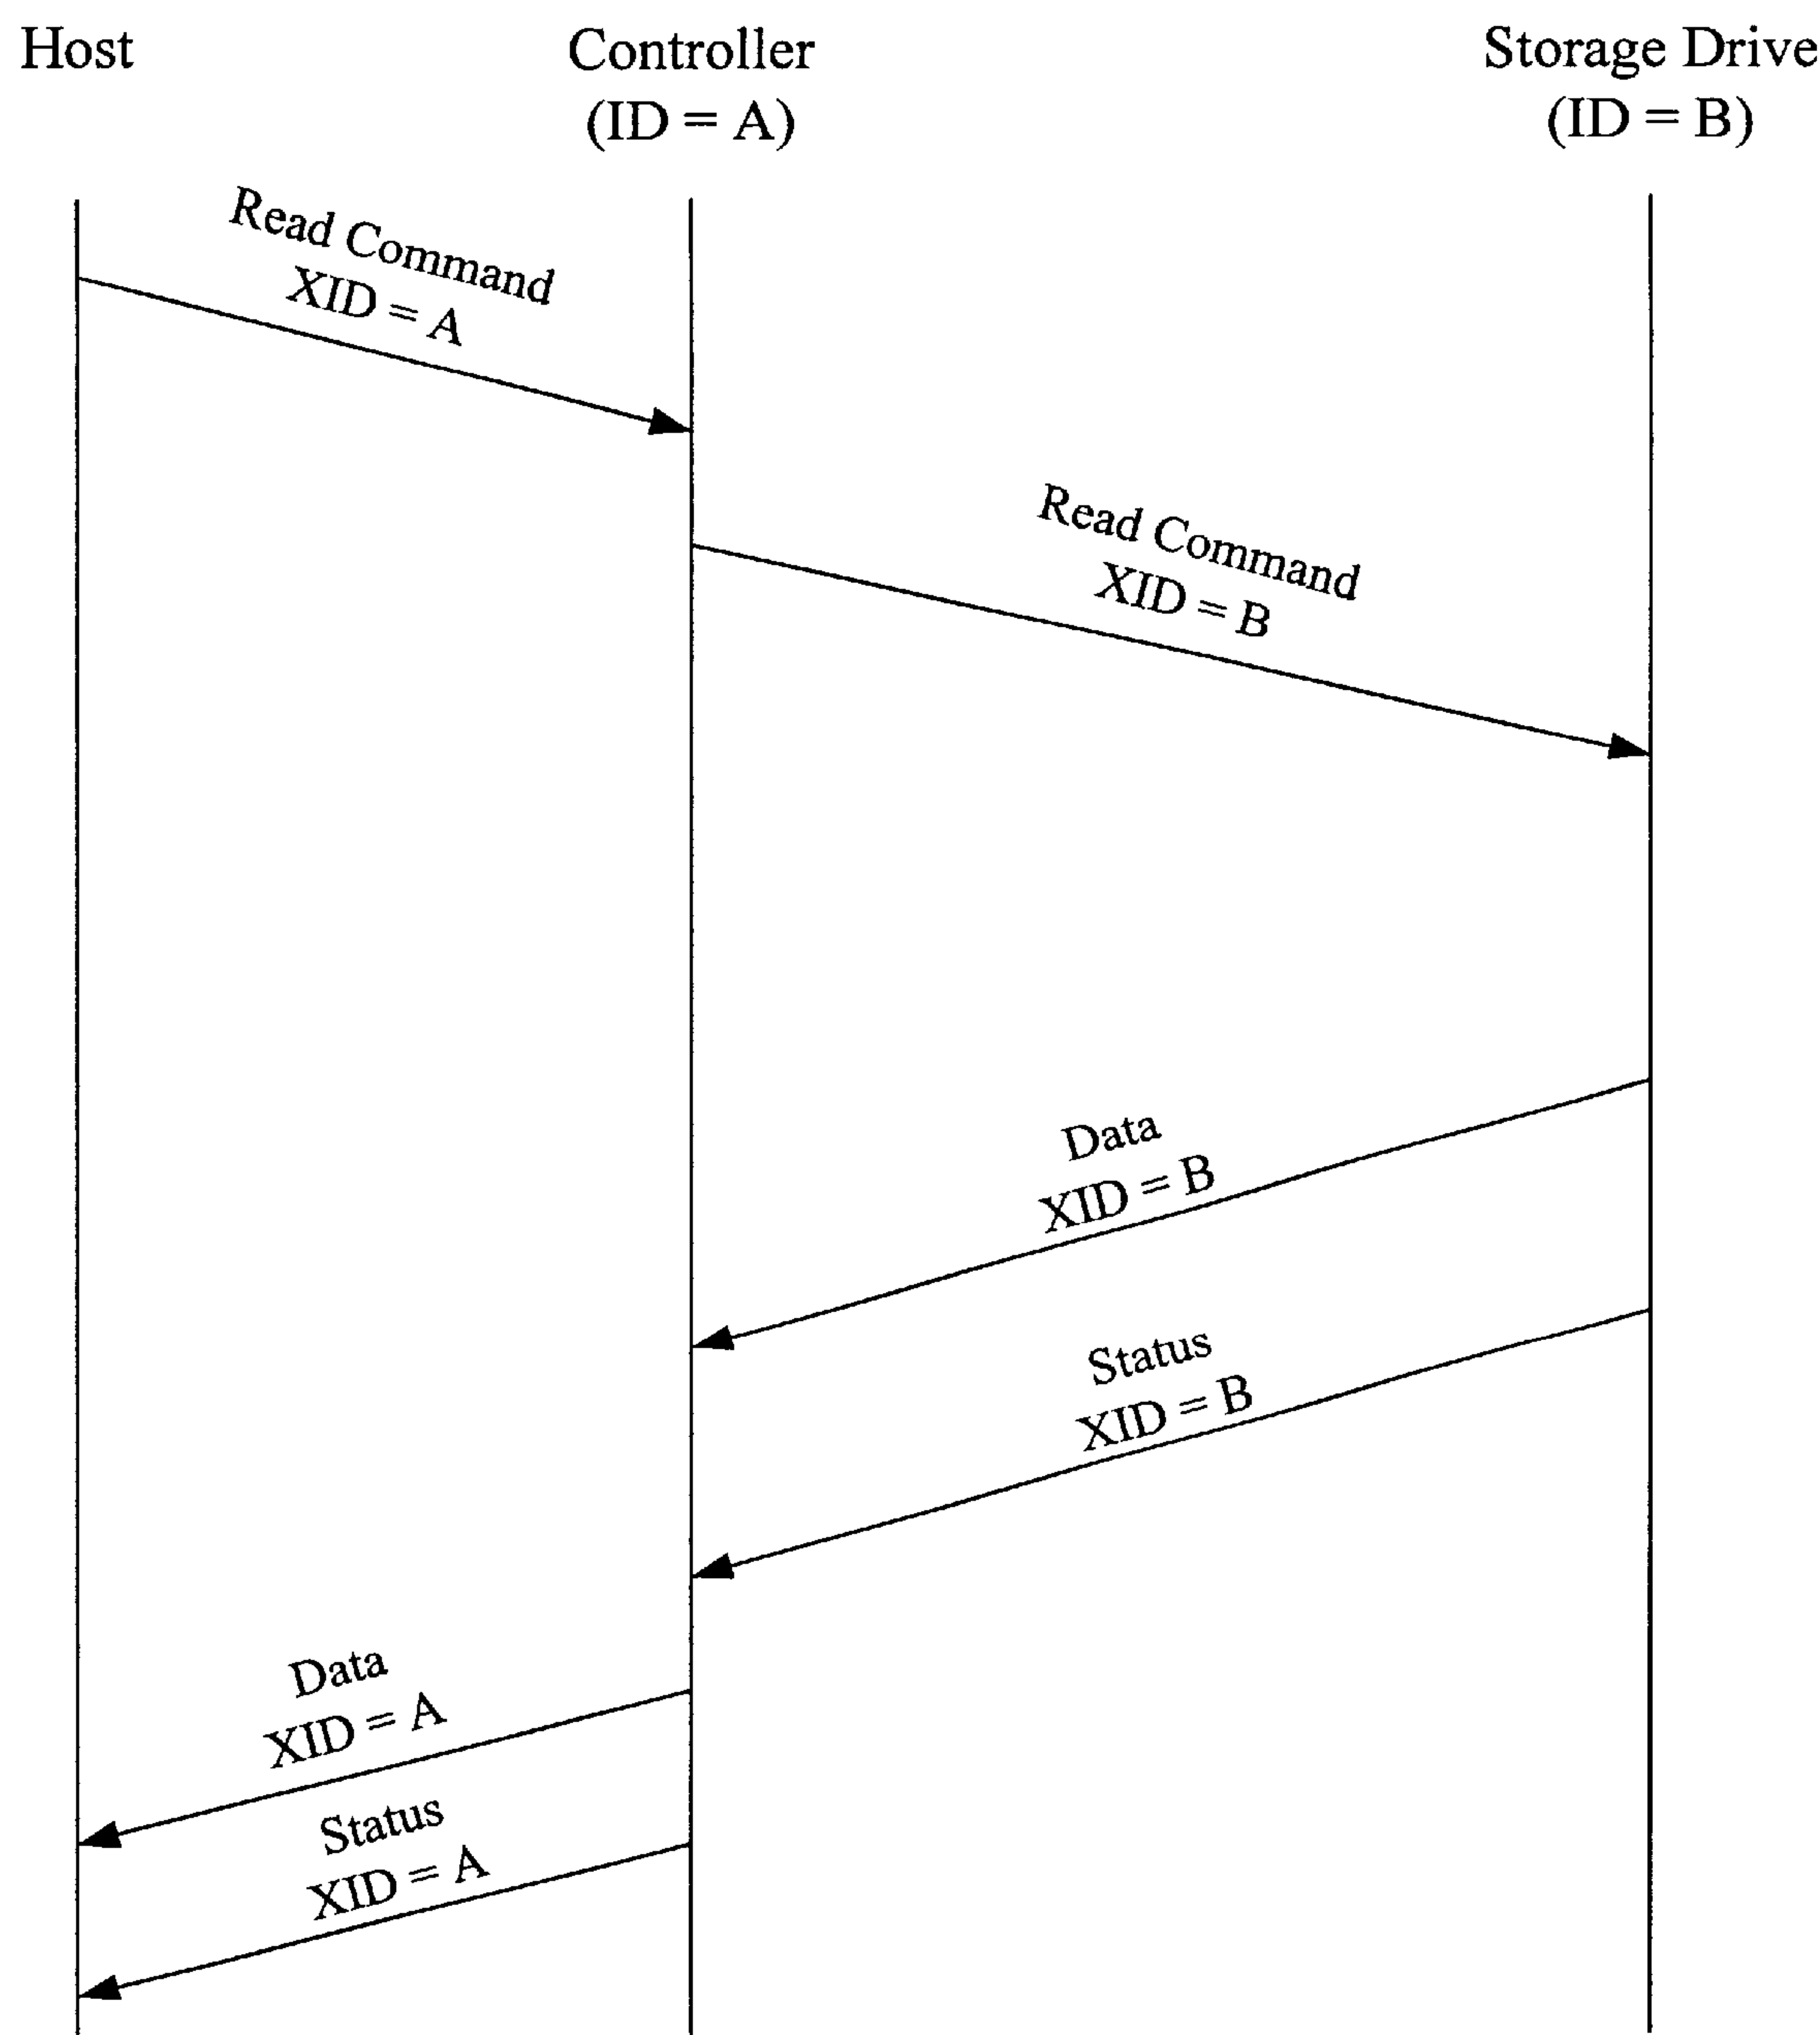 Host
Controller
(ID = A)
Storage Drive
(ID = B)
Read Command
XID = A
Read Command
XID = B
Data
XID = B
Status
XID = B
Data
XID = A
Status
XID = A